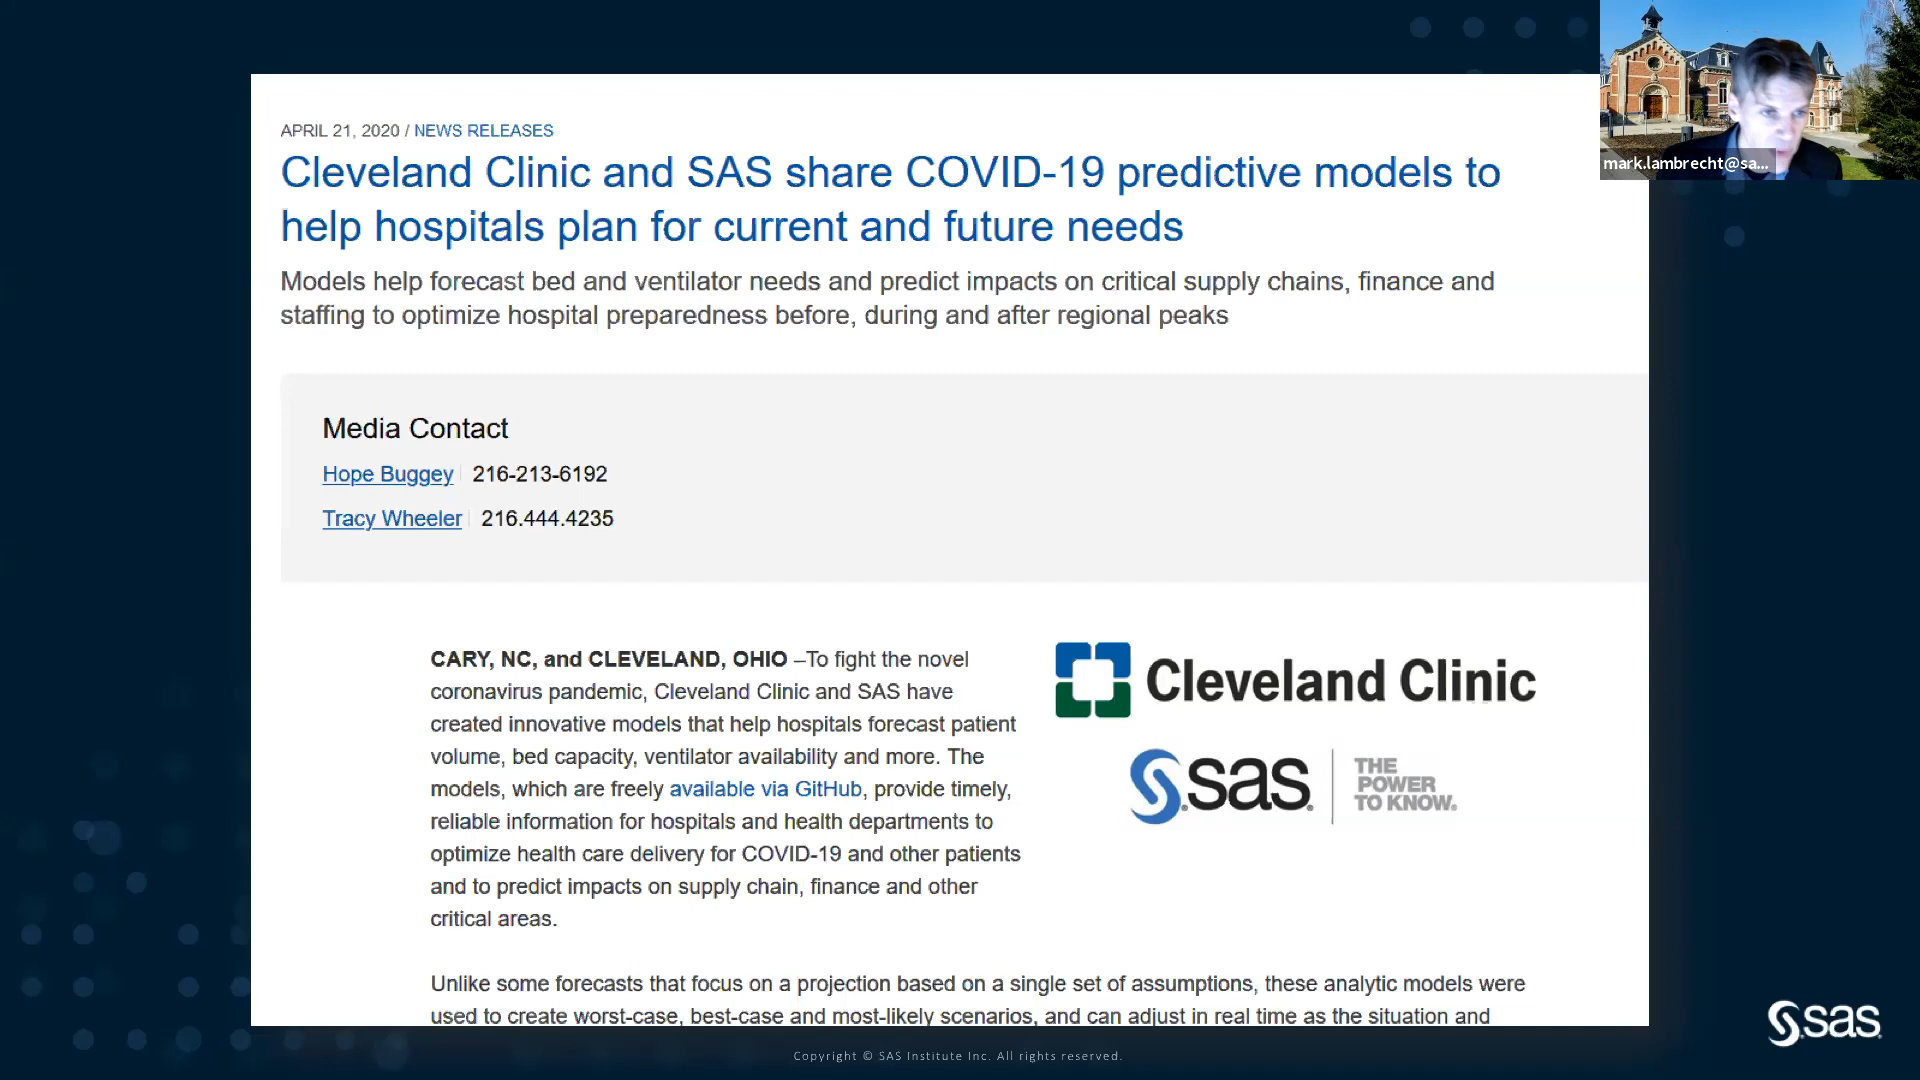 APRIL 21, 2020 / NEWS RELEASES
Cleveland Clinic and SAS share COVID-19 predictive models to
help hospitals plan for current and future needs
Models help forecast bed and ventilator needs and predict impacts on critical supply chains, finance and
staffing to optimize hospital preparedness before, during and after regional peaks
mark.lambrecht@sa...
Media Contact
Hope Buggey 216-213-6192
Tracy Wheeler 216.444.4235
CARY, NC, and CLEVELAND, OHIO –To fight the novel
coronavirus pandemic, Cleveland Clinic and SAS have
created innovative models that help hospitals forecast patient
volume, bed capacity, ventilator availability and more. The
models, which are freely available via GitHub, provide timely,
reliable information for hospitals and health departments to
optimize health care delivery for COVID-19 and other patients
and to predict impacts on supply chain, finance and other
critical areas.
Cleveland Clinic
sas
THE
POWER
TO KNOW.
Unlike some forecasts that focus on a projection based on a single set of assumptions, these analytic models were
used to create worst-case, best-case and most-likely scenarios, and can adjust in real time as the situation and
sas
Copyright © SAS Institute Inc. All rights reserved.